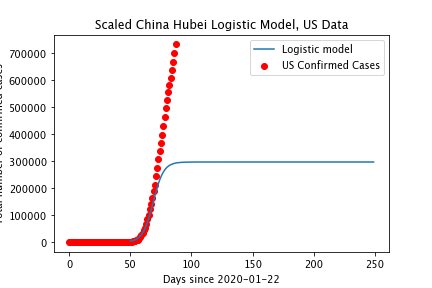 Scaled China Hubei Logistic Model, US Data
Logistic model
US Confirmed Cases
700000
600000
500000
400000
300000
200000
100000
0
0 50 100 150 200 250
Days since 2020-01-22